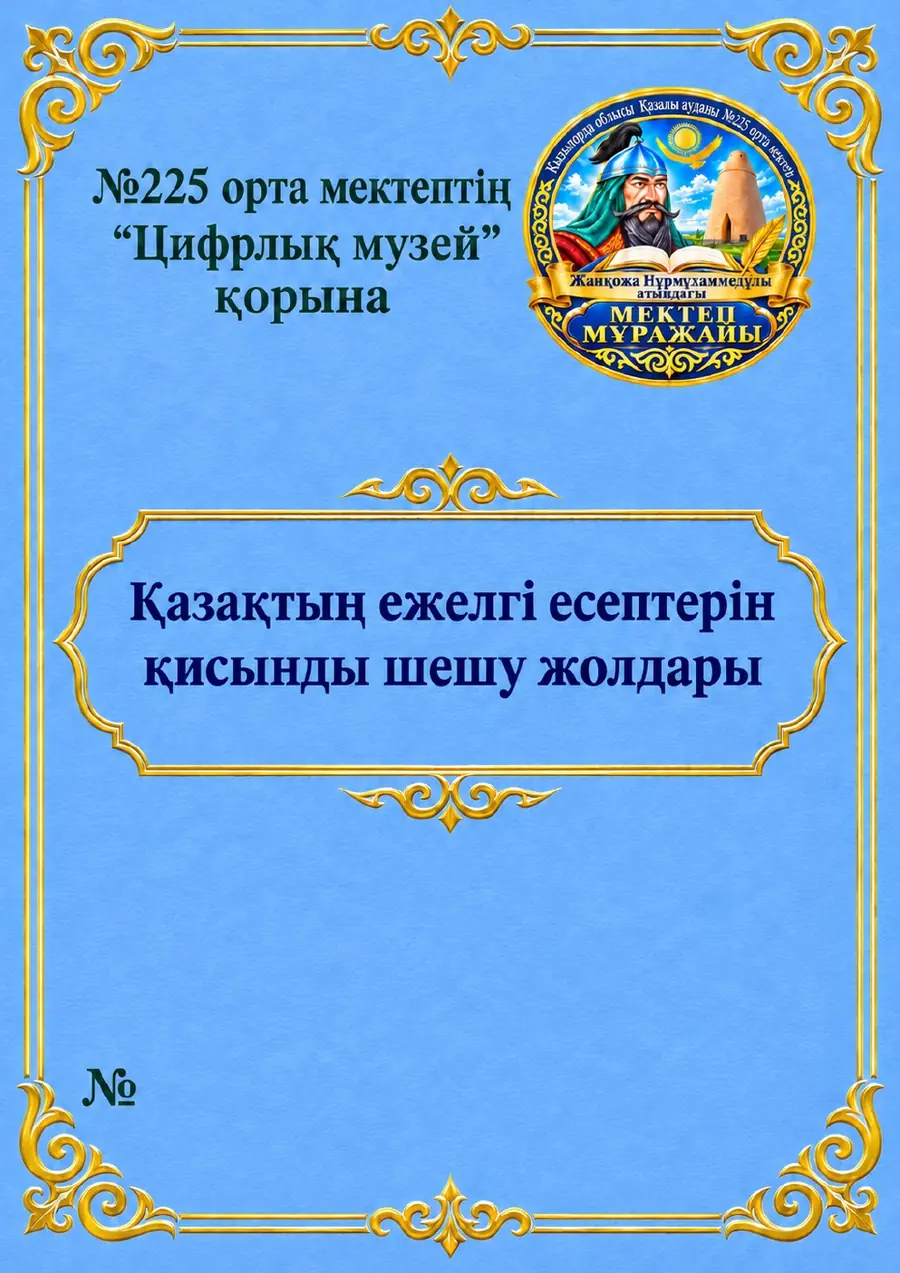 №225 орта мектептің
“Цифрлық музей”
қорына
Қызылорда облысы Қазалы ауданы №225 орта мектеп
Жанқожа Нұрмұхаммедұлы
атындағы
МЕКТЕП
МҰРАЖАЙЫ
Қазақтың ежелгі есептерін
қисынды шешу жолдары
№